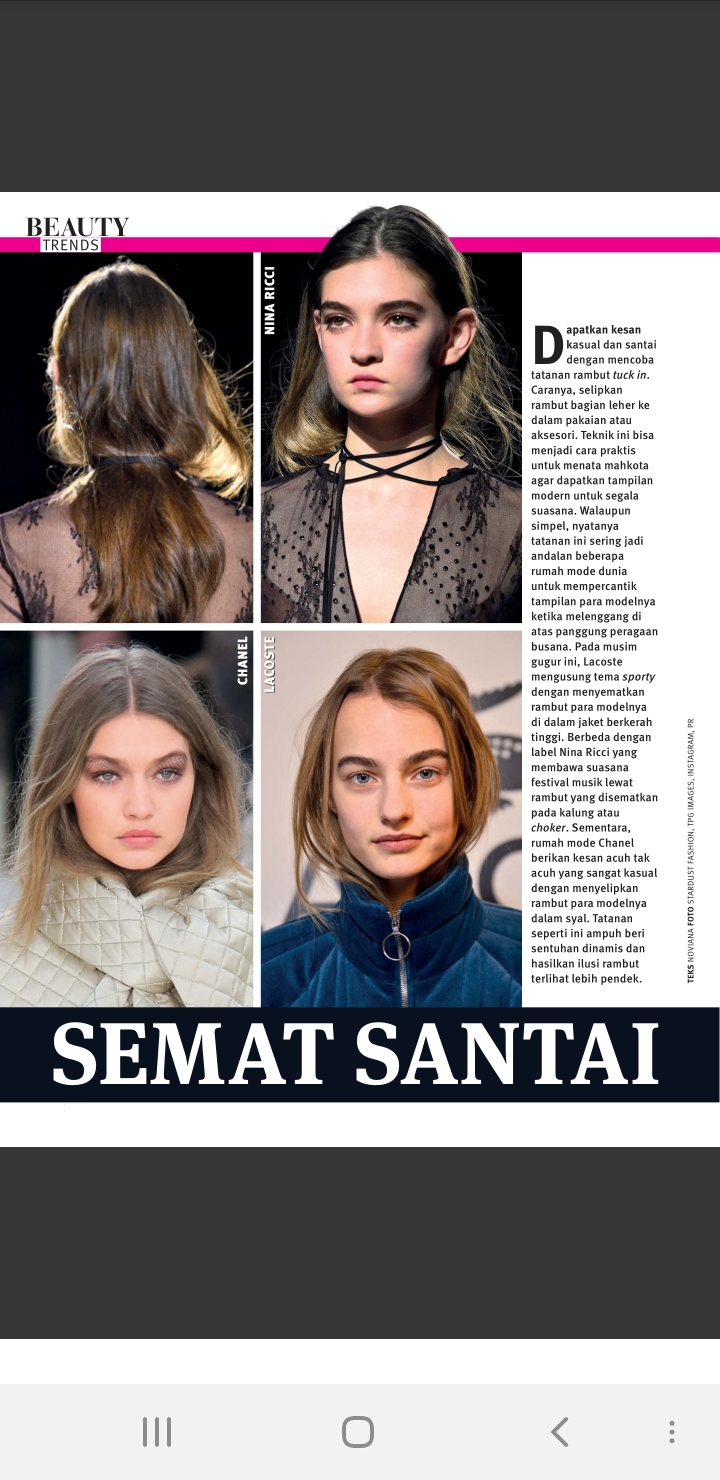 BEAUTY
TRENDS
NINA RICCI
CHANEL
LACOSTE
Dapatkan kesan
kasual dan santai
dengan mencoba
tatanan rambut tuck in.
Caranya, selipkan
rambut bagian leher ke
dalam pakaian atau
aksesori. Teknik ini bisa
menjadi cara praktis
untuk menata mahkota
agar dapatkan tampilan
modern untuk segala
suasana. Walaupun
simpel, nyatanya
tatanan ini sering jadi
andalan beberapa
rumah mode dunia
untuk mempercantik
tampilan para modelnya
ketika melenggang di
atas panggung peragaan
busana. Pada musim
gugur ini, Lacoste
mengusung tema sporty
dengan menyematkan
rambut para modelnya
di dalam jaket berkerah
tinggi. Berbeda dengan
label Nina Ricci yang
membawa suasana
festival musik lewat
rambut yang disematkan
pada kalung atau
choker. Sementara,
rumah mode Chanel
berikan kesan acuh tak
acuh yang sangat kasual
dengan menyelipkan
rambut para modelnya
dalam syal. Tatanan
seperti ini ampuh beri
sentuhan dinamis dan
hasilkan ilusi rambut
terlihat lebih pendek.
TEKS NOVIANA FOTO STARDUST FASHION, TPG IMAGES, INSTAGRAM, PR
SEMAT SANTAI